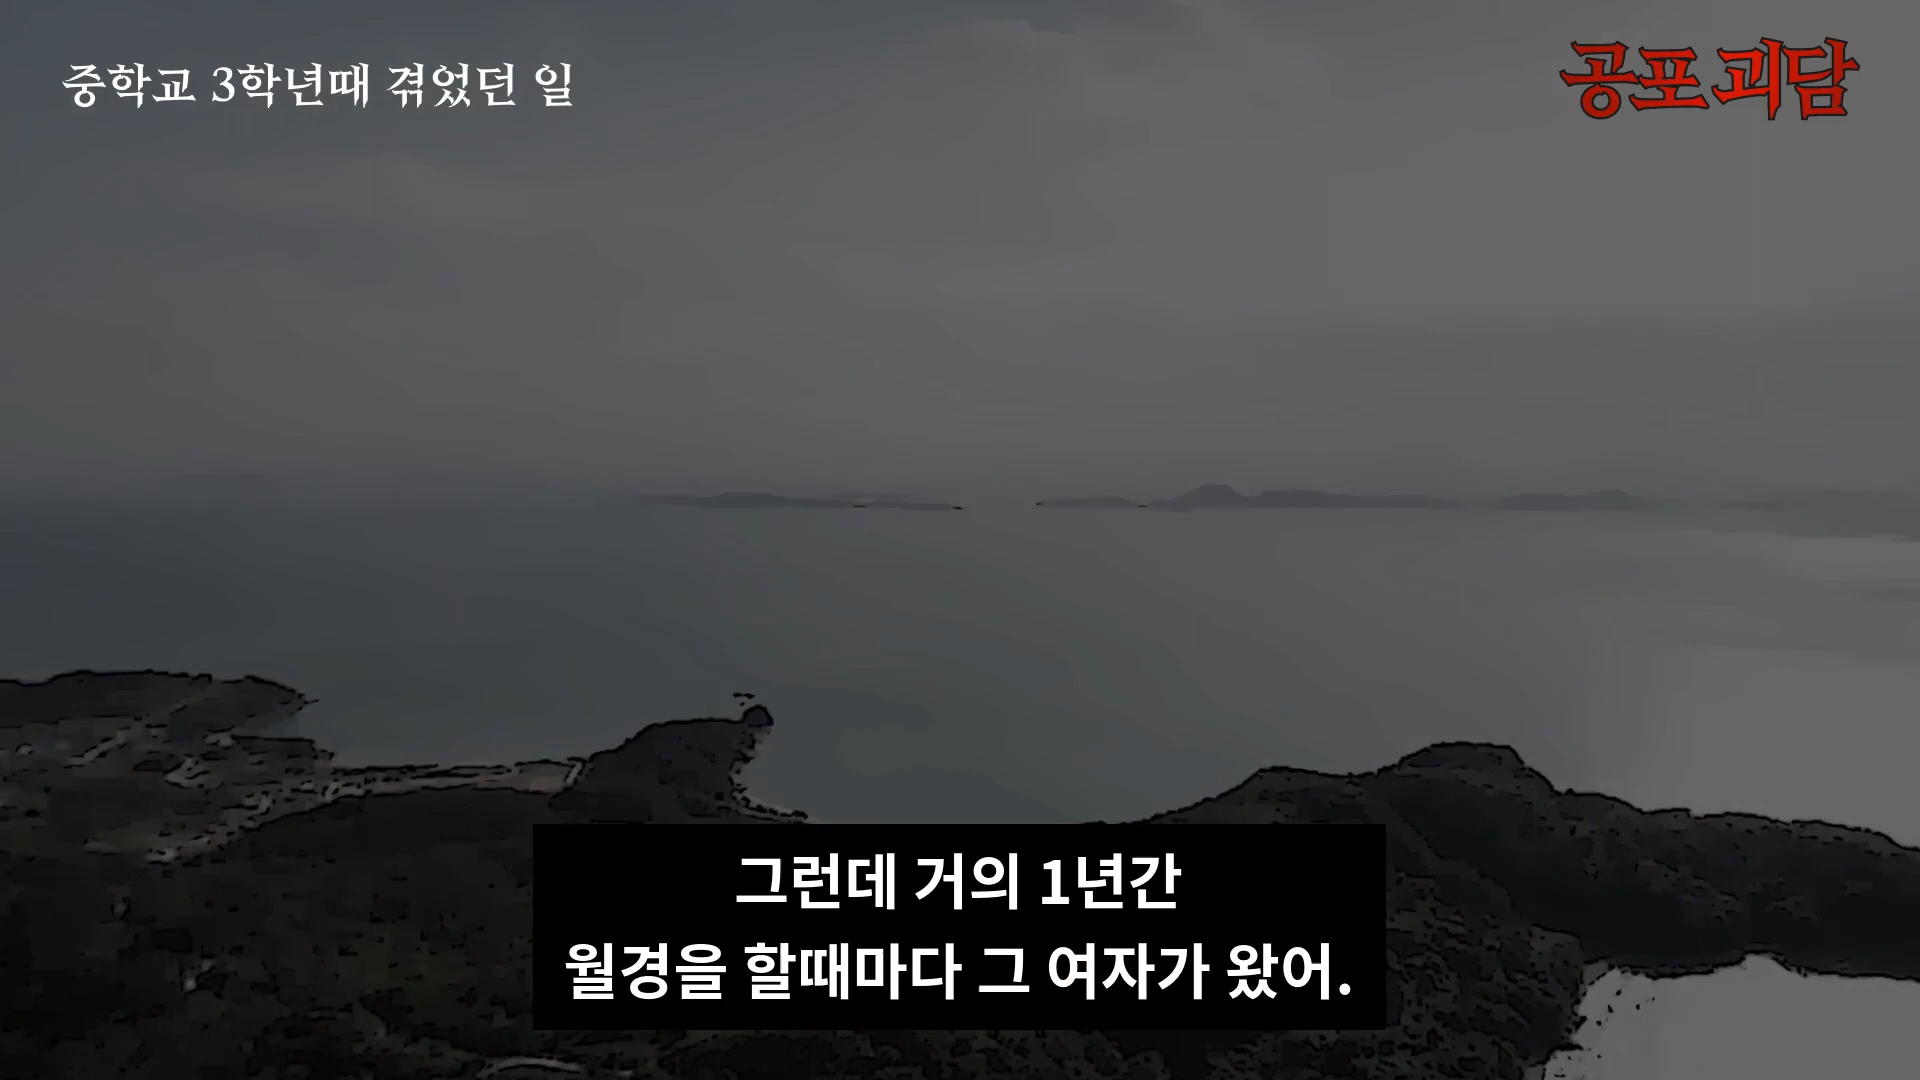 중학교 3학년때 겪었던 일
공포괴담
그런데 거의 1년간
월경을 할때마다 그 여자가 왔어.